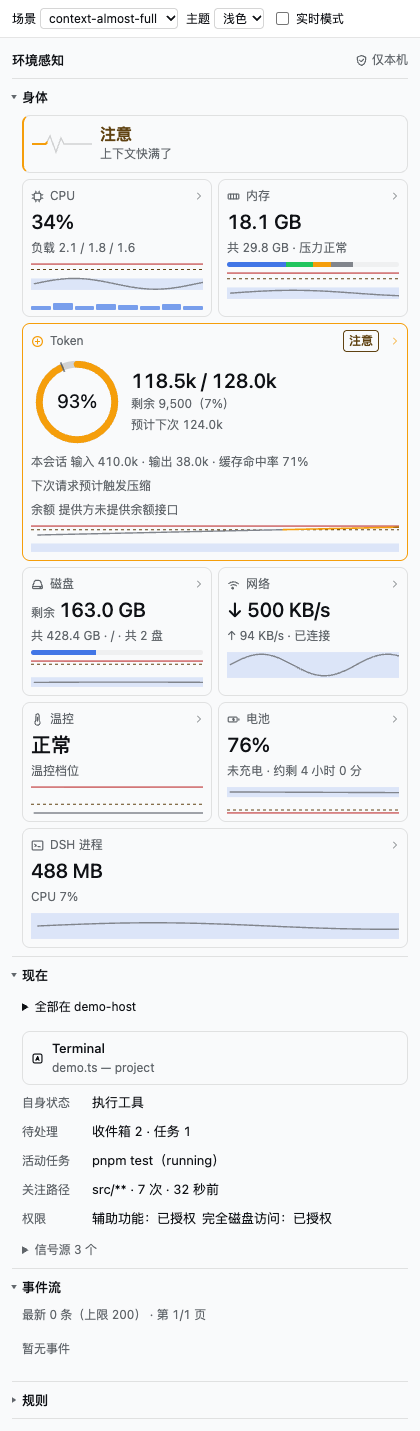 场景 context-almost-full 主题 浅色 实时模式
环境感知 仅本机
身体
注意
上下文快满了
CPU
34%
负载 2.1 / 1.8 / 1.6
内存
18.1 GB
共 29.8 GB · 压力正常
Token 注意
93%
118.5k / 128.0k
剩余 9,500（7%）
预计下次 124.0k
本会话 输入 410.0k · 输出 38.0k · 缓存命中率 71%
下次请求预计触发压缩
余额 提供方未提供余额接口
磁盘
剩余 163.0 GB
共 428.4 GB · / · 共 2 盘
网络
↓ 500 KB/s
↑ 94 KB/s · 已连接
温控
正常
温控档位
电池
76%
未充电 · 约剩 4 小时 0 分
DSH 进程
488 MB
CPU 7%
现在
全部在 demo-host
Terminal
demo.ts — project
自身状态 执行工具
待处理 收件箱 2 · 任务 1
活动任务 pnpm test（running）
关注路径 src/** · 7 次 · 32 秒前
权限 辅助功能：已授权 完全磁盘访问：已授权
信号源 3 个
事件流
最新 0 条（上限 200） · 第 1/1 页
暂无事件
规则